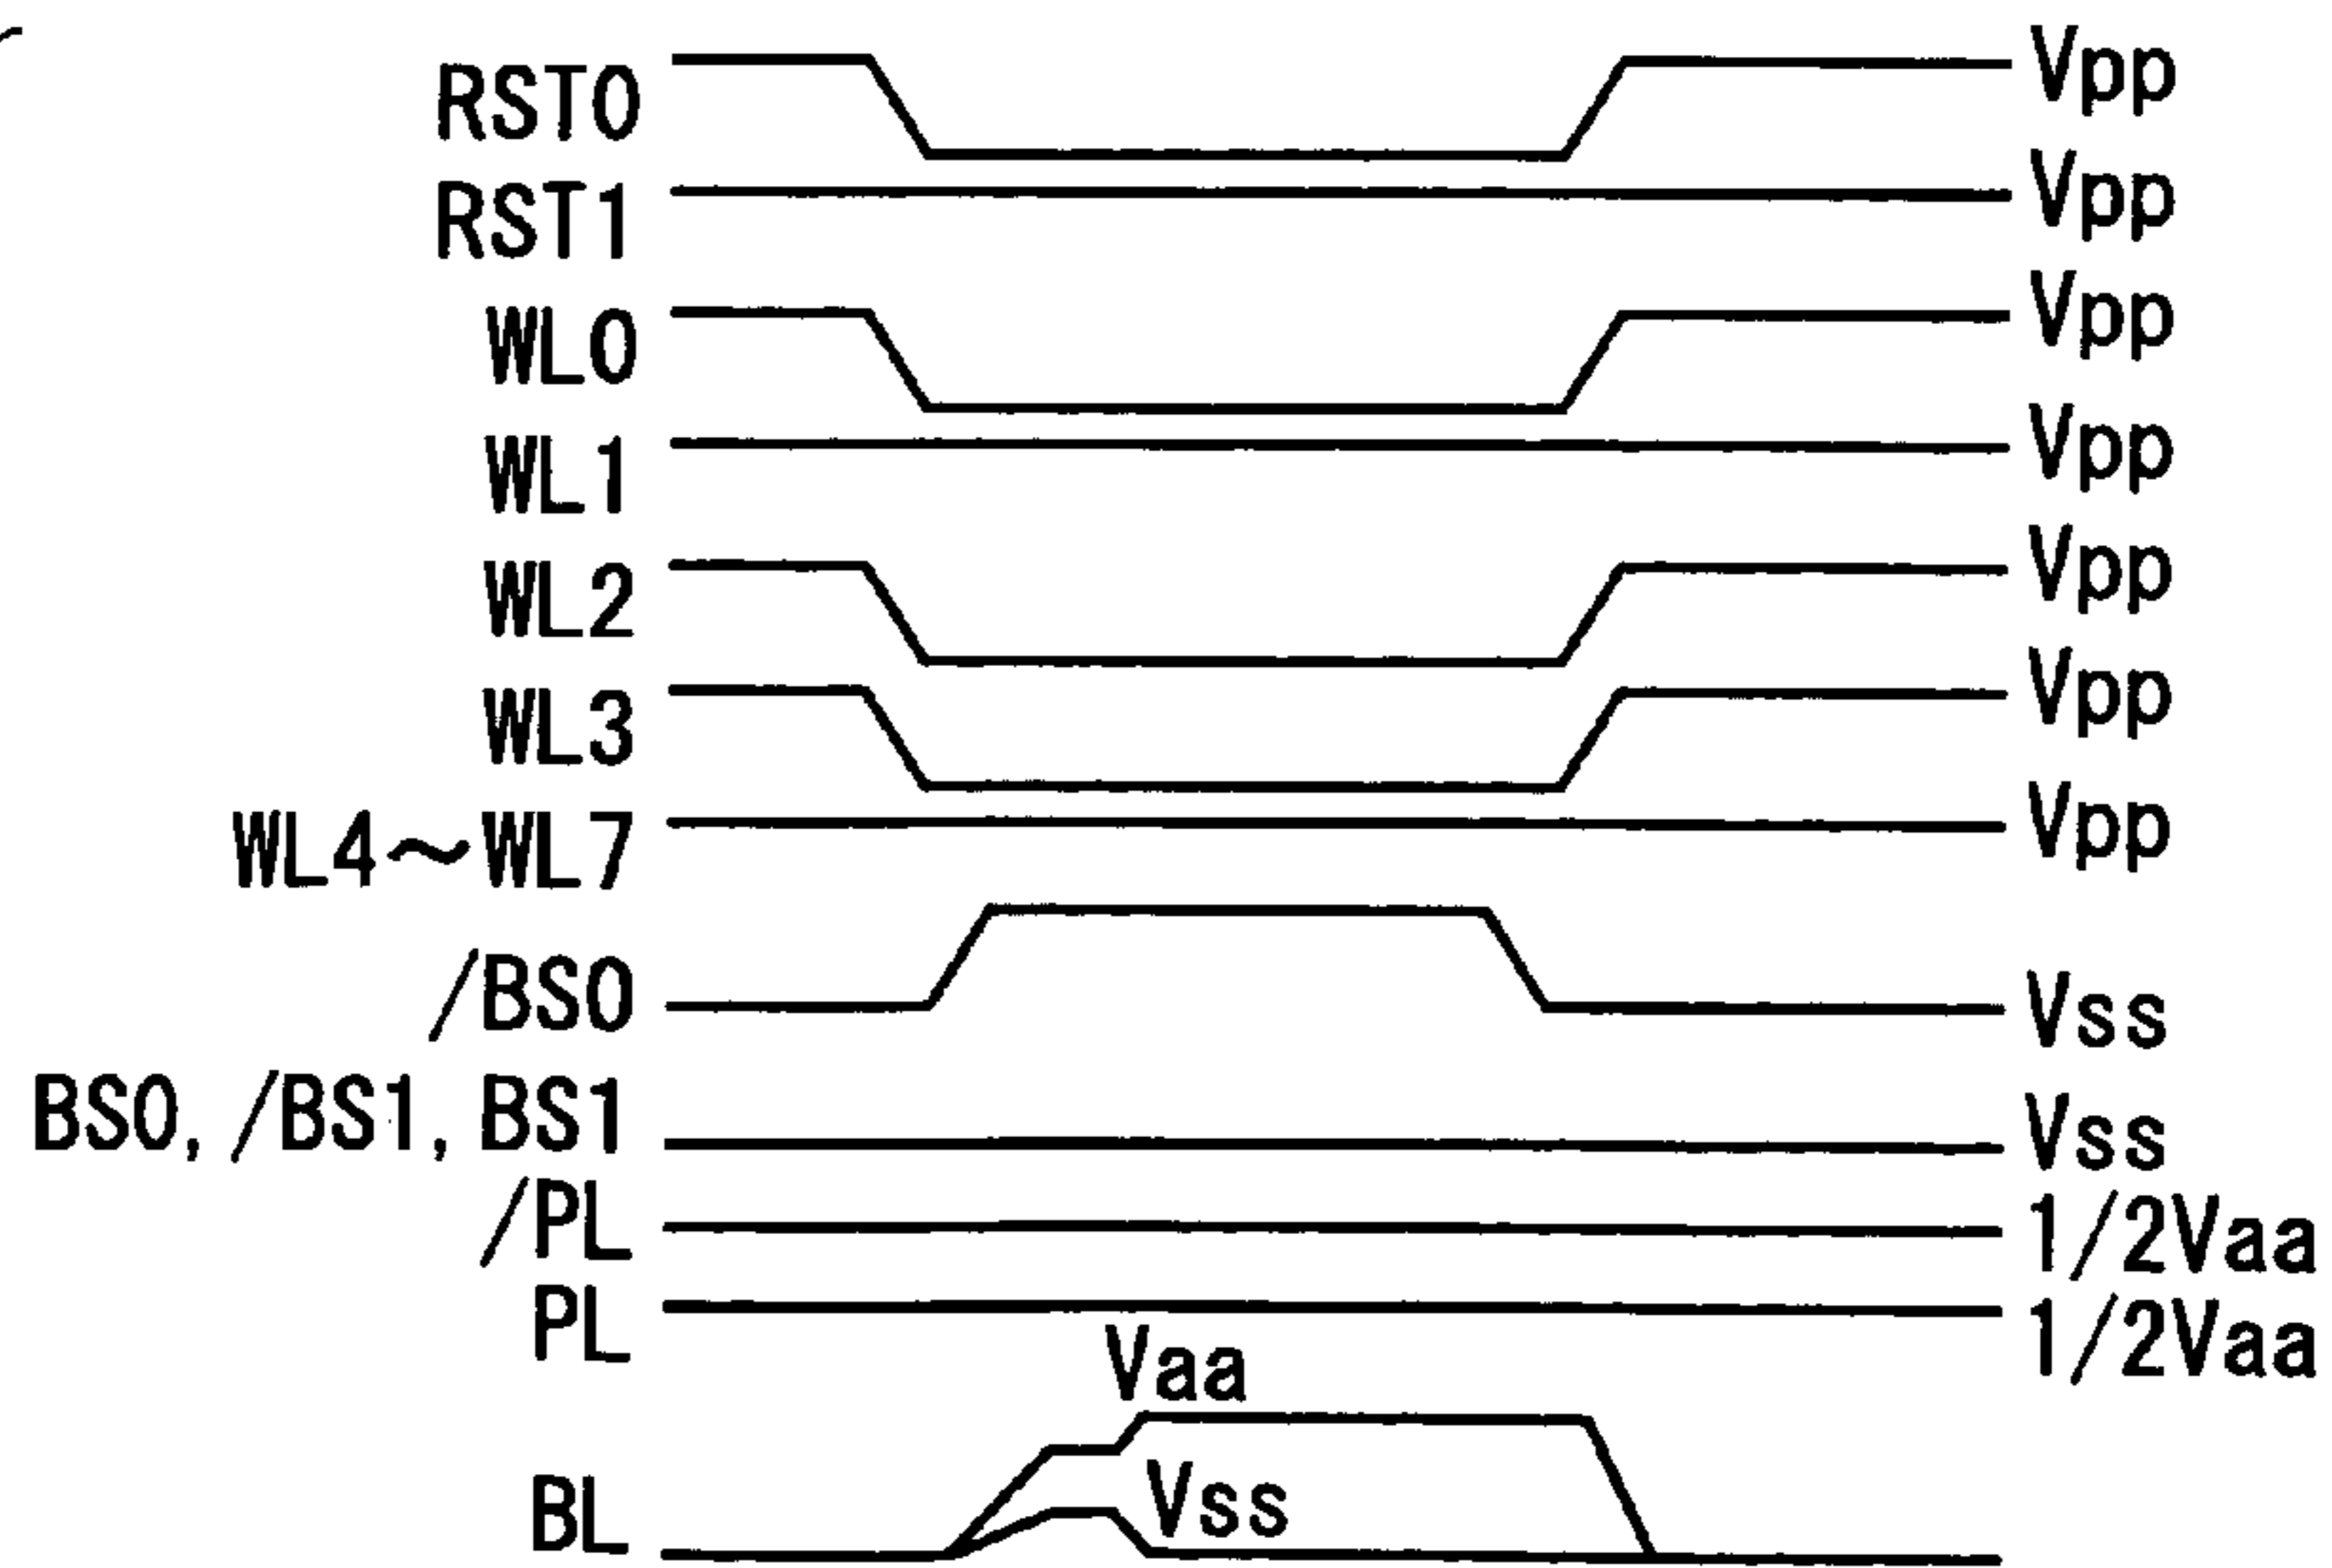 RST0 Vpp
RST1 Vpp
WL0 Vpp
WL1 Vpp
WL2 Vpp
WL3 Vpp
WL4～WL7 Vpp
/BS0 Vss
BS0, /BS1, BS1 Vss
/PL 1/2Vaa
PL 1/2Vaa
Vaa
BL Vss